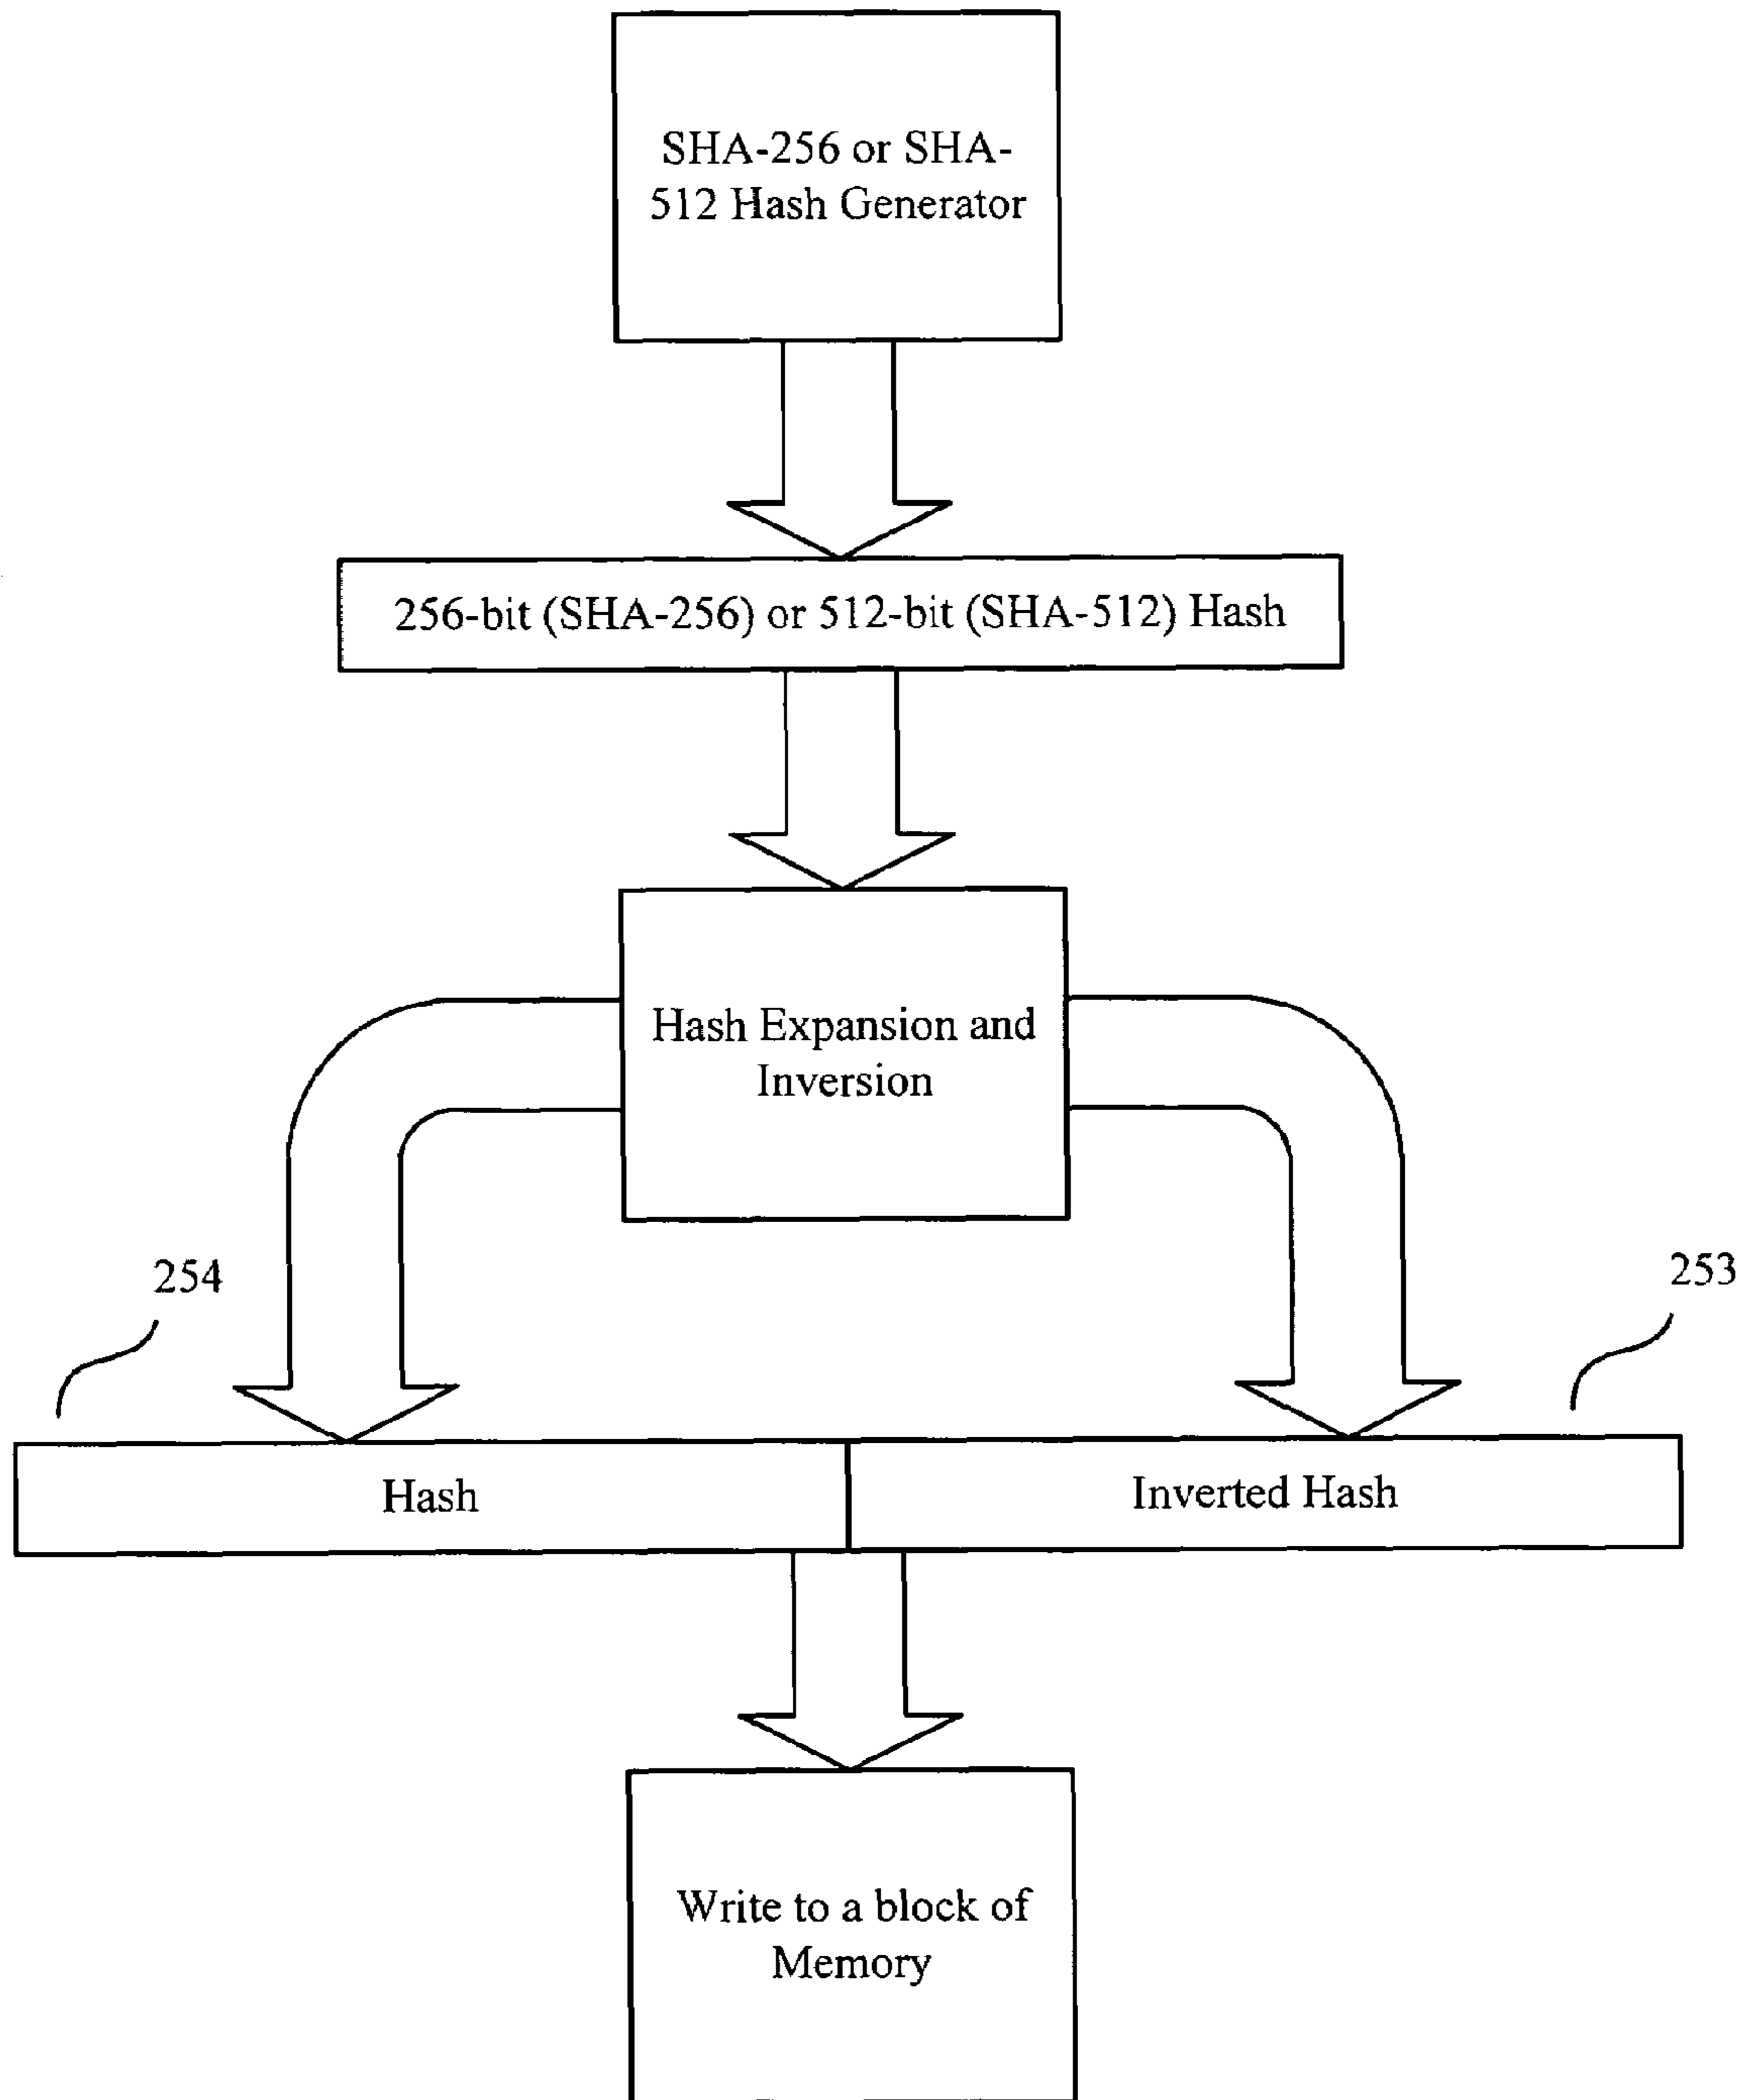 SHA-256 or SHA-
512 Hash Generator
256-bit (SHA-256) or 512-bit (SHA-512) Hash
Hash Expansion and
Inversion
254
253
Hash
Inverted Hash
Write to a block of
Memory